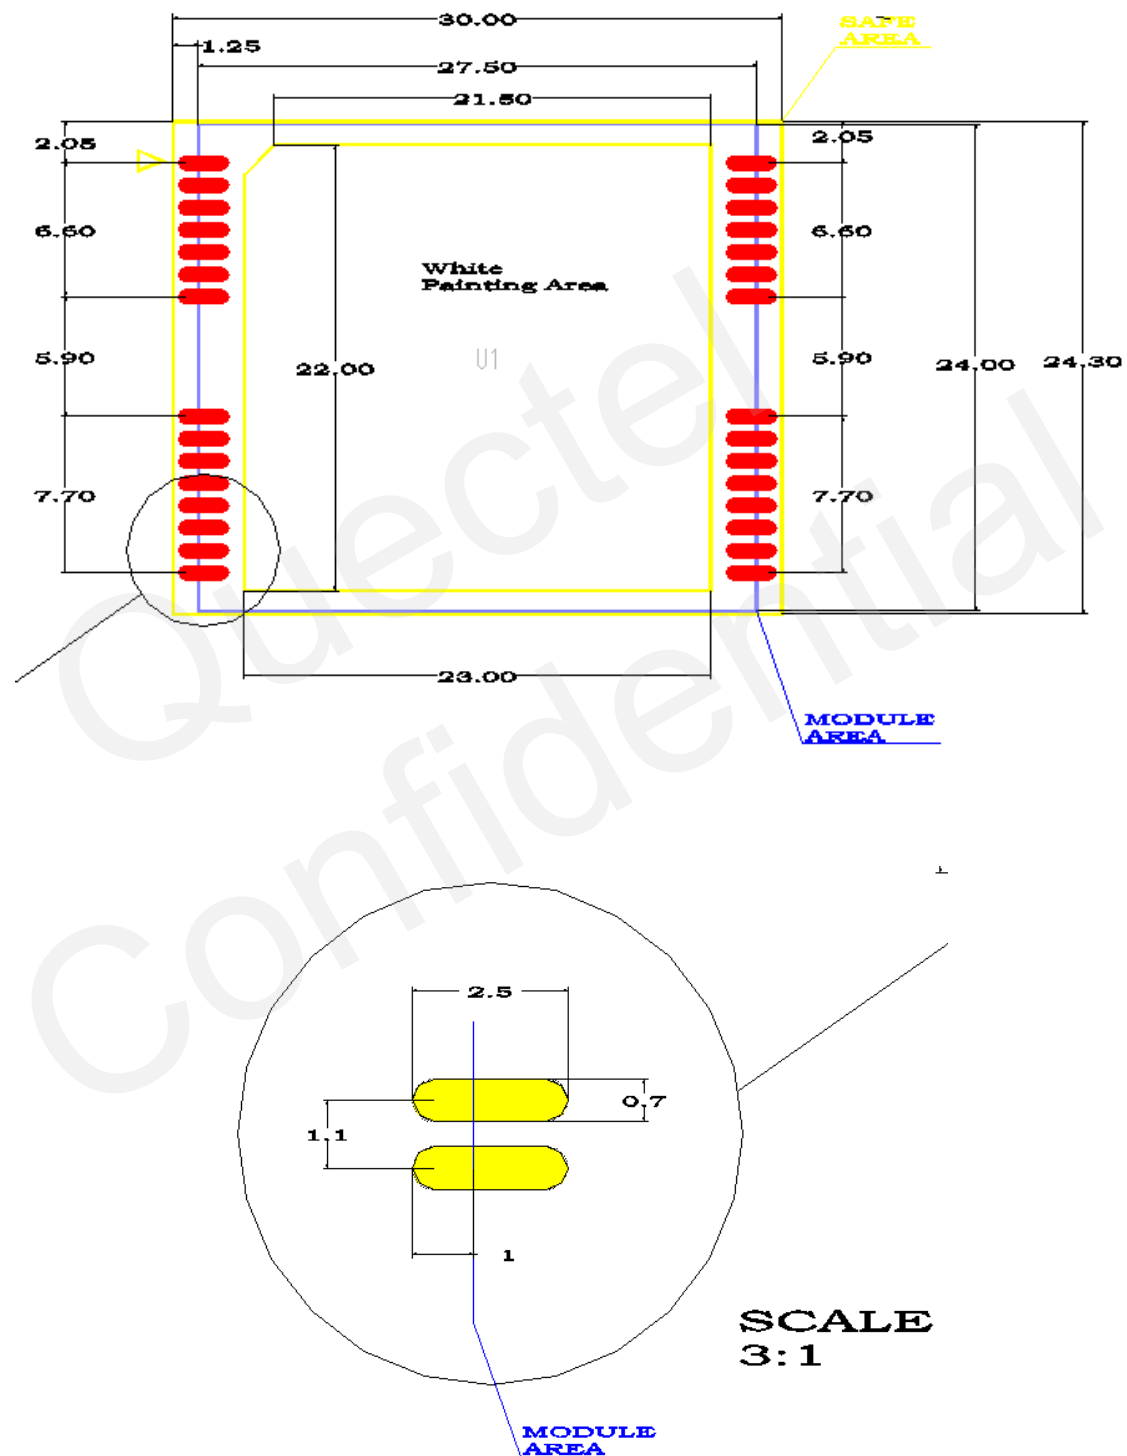 30.00
SAFE
AREA
1.25
27.50
21.50
2.05
2.05
6.60
6.60
White
Painting Area
5.90
22.00
U1
5.90
24.00
24.30
7.70
7.70
23.00
MODULE
AREA
Quectel
Confidential
2.5
0.7
1.1
1
SCALE
3:1
MODULE
AREA